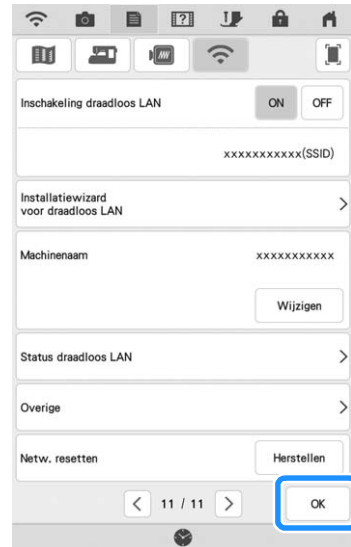 Inschakeling draadloos LAN ON OFF
xxxxxxxxxxx(SSID)
Installatiewizard
voor draadloos LAN
Machinenaam xxxxxxxxxxx
Wijzigen
Status draadloos LAN
Overige
Netw. resetten Herstellen
11 / 11 OK